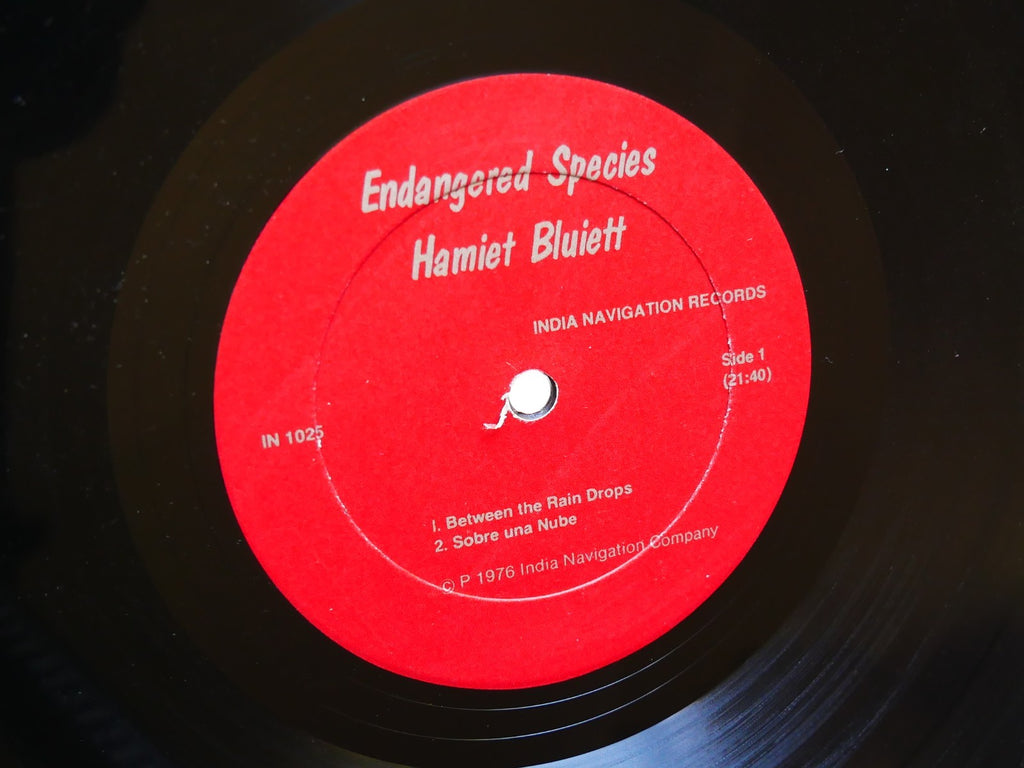 Endangered Species
Hamiet Bluiett
INDIA NAVIGATION RECORDS
Side 1
(21:40)
IN 1025
1. Between the Rain Drops
2. Sobre una Nube
© P 1976 India Navigation Company